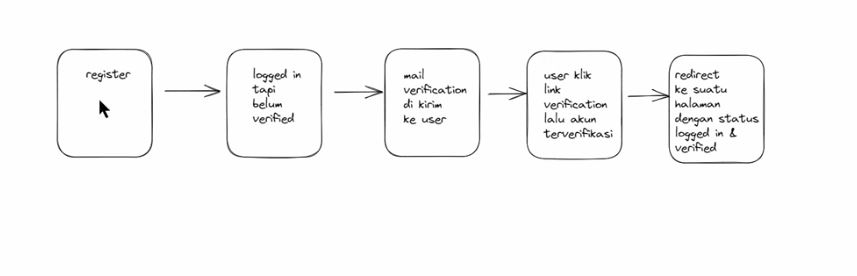 register
logged in
tapi
belum
verified
mail
verification
di kirim
ke user
user klik
link
verification
lalu akun
terverifikasi
redirect
ke suatu
halaman
dengan status
logged in &
verified